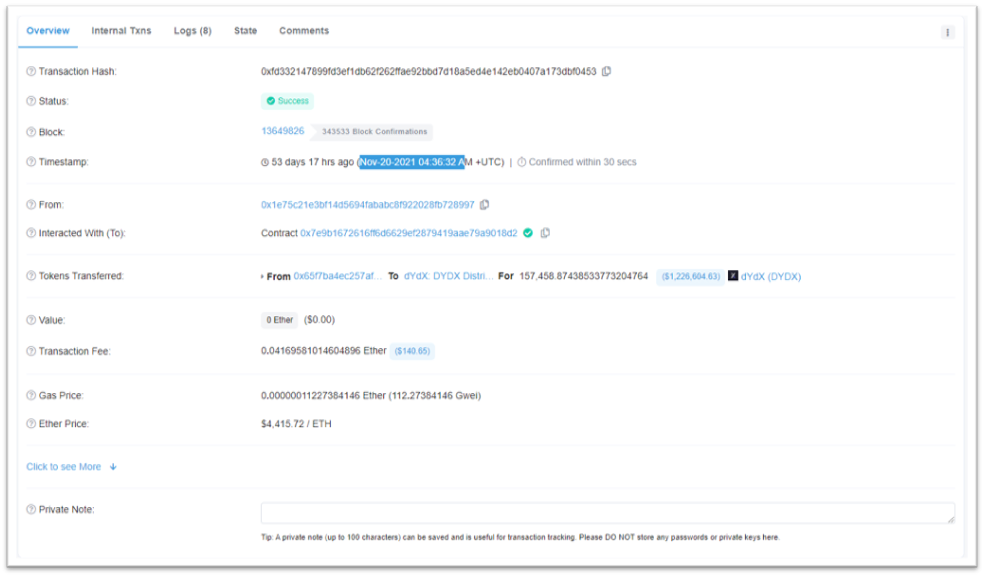 Overview Internal Txns Logs (8) State Comments
Transaction Hash: 0xfd332147899fd3ef1db62f262ffae92bbd7d18a5ed4e142eb0407a173dbf0453
Status: Success
Block: 13649826 343533 Block Confirmations
Timestamp: 53 days 17 hrs ago (Nov-20-2021 04:36:32 AM +UTC) | Confirmed within 30 secs
From: 0x1e75c21e3bf14d5694fababc8f922028fb728997
Interacted With (To): Contract 0x7e9b1672616ff6d6629ef2879419aae79a9018d2
Tokens Transferred: From 0x65f7ba4ec257af... To dYdX: DYDX Distri... For 157,458.87438533773204764 ($1,226,604.63) dYdX (DYDX)
Value: 0 Ether ($0.00)
Transaction Fee: 0.04169581014604896 Ether ($140.65)
Gas Price: 0.00000011227384146 Ether (112.27384146 Gwei)
Ether Price: $4,415.72 / ETH
Click to see More
Private Note:
Tip: A private note (up to 100 characters) can be saved and is useful for transaction tracking. Please DO NOT store any passwords or private keys here.